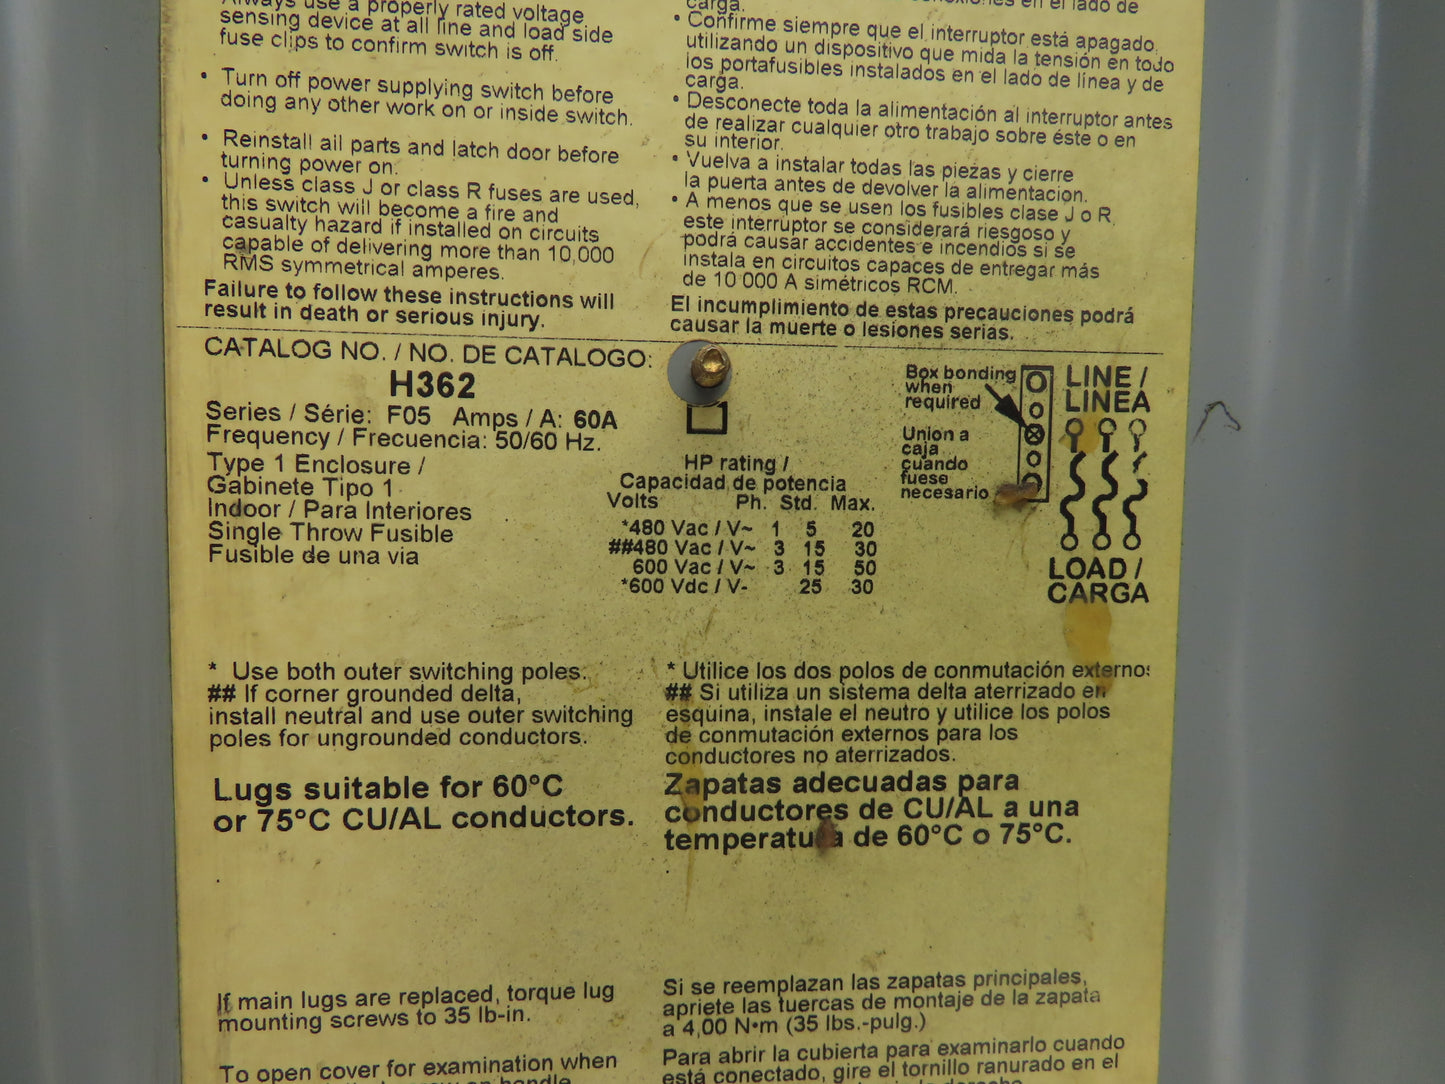 Always use a properly rated voltage
sensing device at all line and load side
fuse clips to confirm switch is off.
• Turn off power supplying switch before
doing any other work on or inside switch.
• Reinstall all parts and latch door before
turning power on.
• Unless class J or class R fuses are used,
this switch will become a fire and
casualty hazard if installed on circuits
capable of delivering more than 10,000
RMS symmetrical amperes.
Failure to follow these instructions will
result in death or serious injury.
en el lado de
carga.
• Confirme siempre que el interruptor está apagado,
utilizando un dispositivo que mida la tensión en todo
los portafusibles instalados en el lado de línea y de
carga.
• Desconecte toda la alimentación al interruptor antes
de realizar cualquier otro trabajo sobre éste o en
su interior.
• Vuelva a instalar todas las piezas y cierre
la puerta antes de devolver la alimentacion.
• A menos que se usen los fusibles clase J o R,
este interruptor se considerará riesgoso y
podrá causar accidentes e incendios si se
instala en circuitos capaces de entregar más
de 10 000 A simétricos RCM.
El incumplimiento de estas precauciones podrá
causar la muerte o lesiones serias.
CATALOG NO. / NO. DE CATALOGO:
H362
Series / Série: F05 Amps / A: 60A
Frequency / Frecuencia: 50/60 Hz.
Type 1 Enclosure /
Gabinete Tipo 1
Indoor / Para Interiores
Single Throw Fusible
Fusible de una via
HP rating /
Capacidad de potencia
Volts Ph. Std. Max.
*480 Vac / V~ 1 5 20
##480 Vac / V~ 3 15 30
600 Vac / V~ 3 15 50
*600 Vdc / V- 25 30
Box bonding
when
required
Union a
caja
cuando
fuese
necesario
LINE /
LINEA
LOAD /
CARGA
* Use both outer switching poles.
## If corner grounded delta,
install neutral and use outer switching
poles for ungrounded conductors.
* Utilice los dos polos de conmutación externos
## Si utiliza un sistema delta aterrizado en
esquina, instale el neutro y utilice los polos
de conmutación externos para los
conductores no aterrizados.
Lugs suitable for 60°C
or 75°C CU/AL conductors.
Zapatas adecuadas para
conductores de CU/AL a una
temperatura de 60°C o 75°C.
If main lugs are replaced, torque lug
mounting screws to 35 lb-in.
Si se reemplazan las zapatas principales,
apriete las tuercas de montaje de la zapata
a 4,00 N•m (35 lbs.-pulg.)
To open cover for examination when
Para abrir la cubierta para examinarlo cuando
está conectado, gire el tornillo ranurado en el